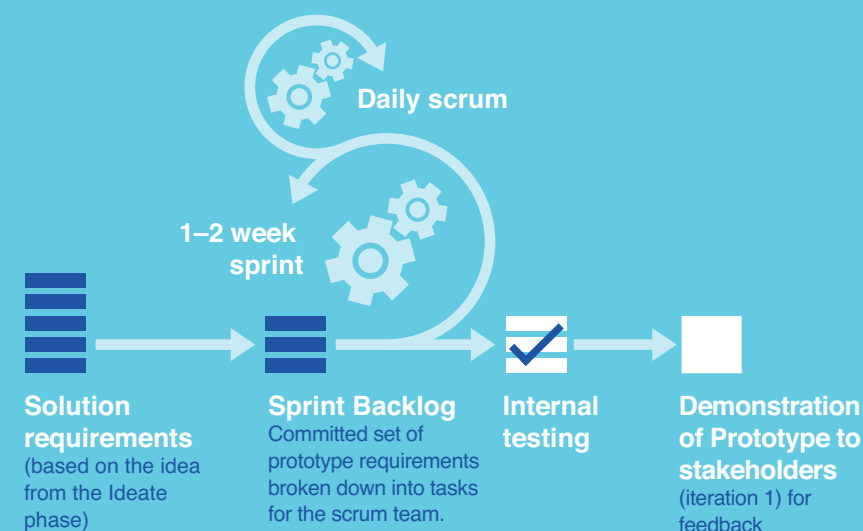 Daily scrum
1–2 week
sprint
Solution
requirements
(based on the idea
from the Ideate
phase)
Sprint Backlog
Committed set of
prototype requirements
broken down into tasks
for the scrum team.
Internal
testing
Demonstration
of Prototype to
stakeholders
(iteration 1) for
feedback